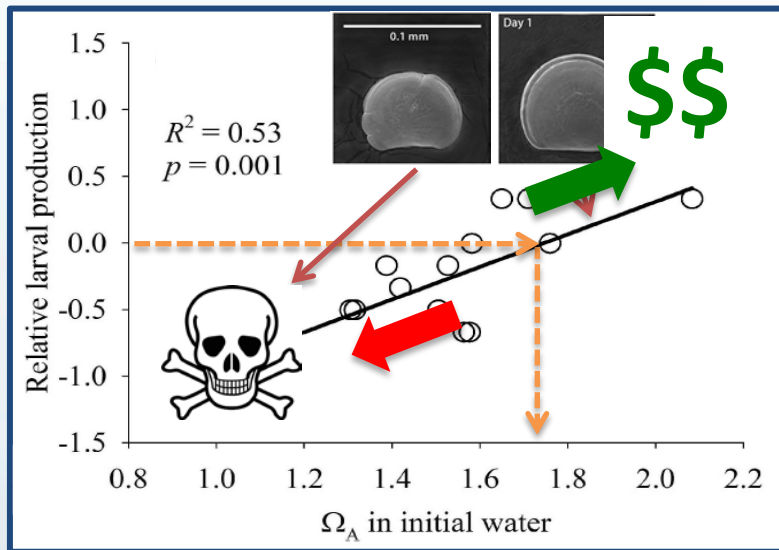 0.1 mm
Day 1
$$
R² = 0.53
p = 0.001
Relative larval production
1.5
1.0
0.5
0.0
-0.5
-1.0
-1.5
0.8
1.0
1.2
1.4
1.6
1.8
2.0
2.2
Ω_A in initial water